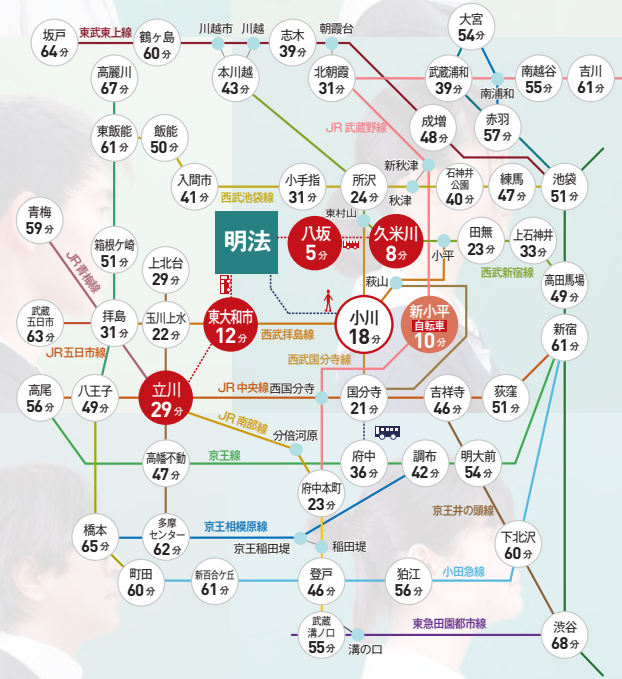 大宮
54分
坂戸
64分
東武東上線
鶴ヶ島
60分
川越市
川越
志木
39分
朝霞台
高麗川
67分
本川越
43分
北朝霞
31分
武蔵浦和
39分
南浦和
南越谷
55分
吉川
61分
成増
48分
赤羽
57分
JR武蔵野線
東飯能
61分
飯能
50分
新秋津
入間市
41分
西武池袋線
小手指
31分
所沢
24分
秋津
石神井
公園
40分
練馬
47分
池袋
51分
青梅
59分
東村山
明法
八坂
5分
久米川
8分
小平
田無
23分
上石神井
33分
西武新宿線
箱根ケ崎
51分
上北台
29分
JR青梅線
萩山
高田馬場
49分
武蔵
五日市
63分
JR五日市線
拝島
31分
玉川上水
22分
東大和市
12分
西武拝島線
小川
18分
新小平
自転車
10分
新宿
61分
西武国分寺線
高尾
56分
八王子
49分
立川
29分
JR中央線
西国分寺
国分寺
21分
吉祥寺
46分
荻窪
51分
JR南部線
分倍河原
高幡不動
47分
京王線
府中
36分
調布
42分
明大前
54分
府中本町
23分
京王井の頭線
橋本
65分
多摩
センター
62分
京王相模原線
京王稲田堤
稲田堤
下北沢
60分
町田
60分
新百合ケ丘
61分
登戸
46分
狛江
56分
小田急線
武蔵
溝ノ口
55分
溝の口
東急田園都市線
渋谷
68分